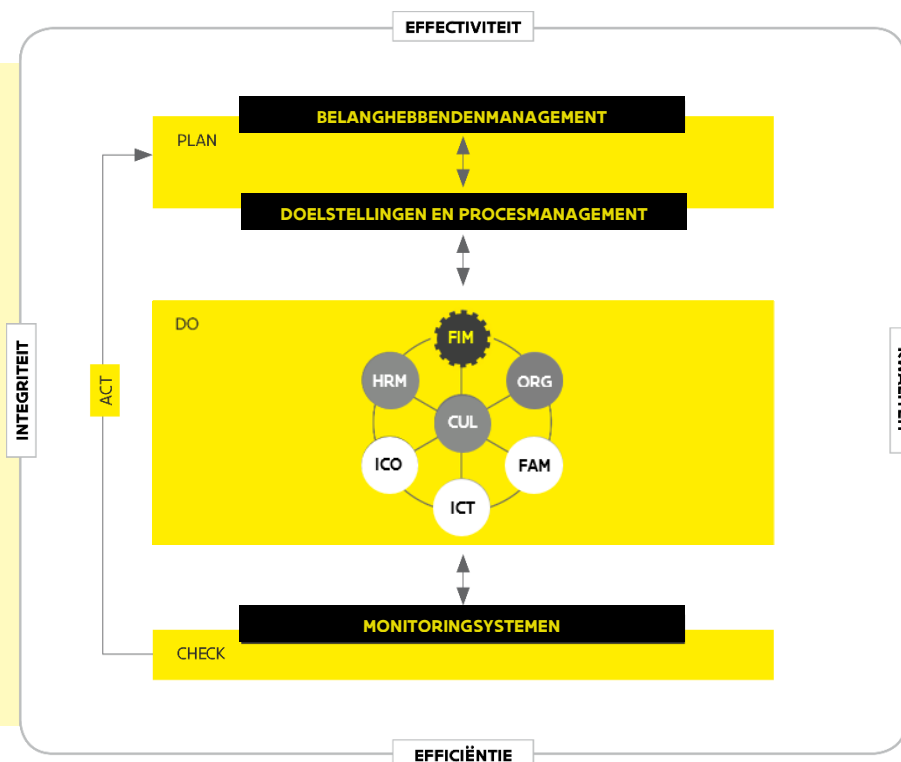 EFFECTIVITEIT
BELANGHEBBENDENMANAGEMENT
PLAN
DOELSTELLINGEN EN PROCESMANAGEMENT
DO
FIM
HRM
ORG
CUL
ICO
FAM
ICT
INTEGRITEIT
ACT
MONITORINGSYSTEMEN
CHECK
EFFICIËNTIE